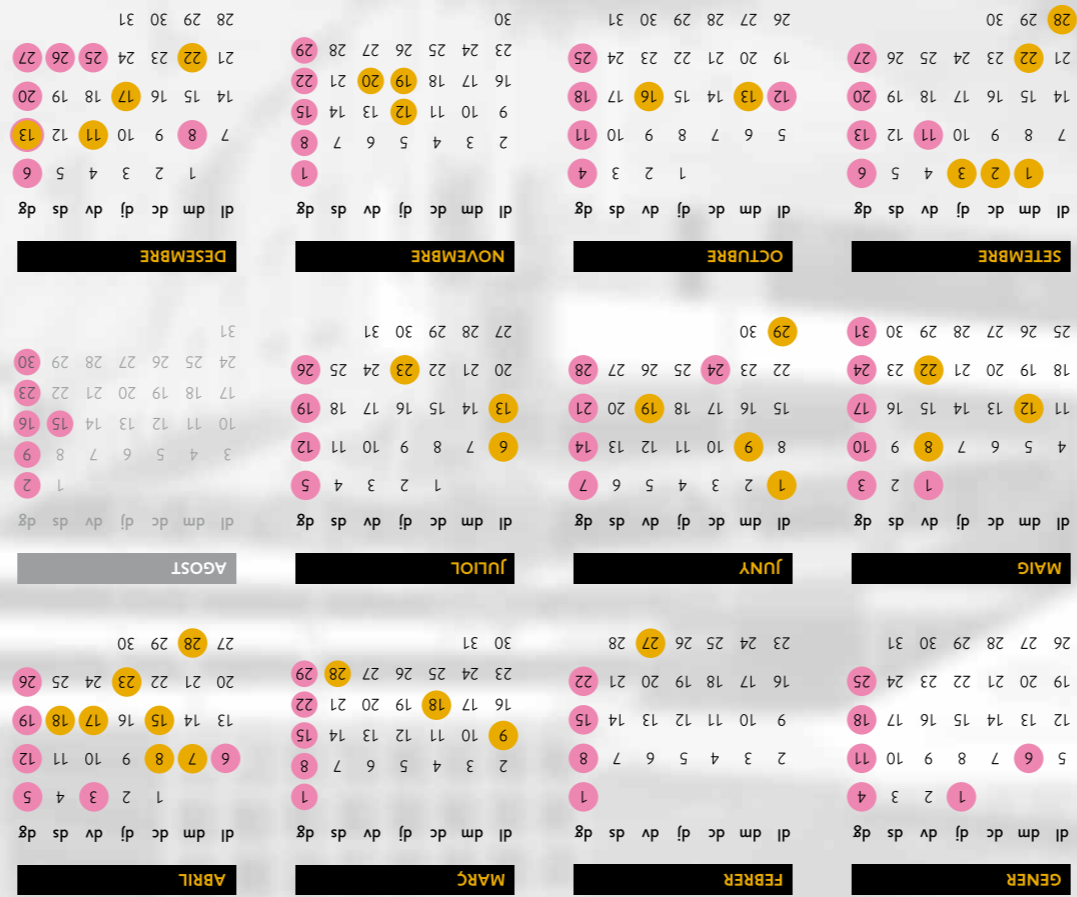 GENER
dl dm dc dj dv ds dg
1 2 3 4
5 6 7 8 9 10 11
12 13 14 15 16 17 18
19 20 21 22 23 24 25
26 27 28 29 30 31
FEBRER
dl dm dc dj dv ds dg
1
2 3 4 5 6 7 8
9 10 11 12 13 14 15
16 17 18 19 20 21 22
23 24 25 26 27 28
MARÇ
dl dm dc dj dv ds dg
1
2 3 4 5 6 7 8
9 10 11 12 13 14 15
16 17 18 19 20 21 22
23 24 25 26 27 28 29
30 31
ABRIL
dl dm dc dj dv ds dg
1 2 3 4 5
6 7 8 9 10 11 12
13 14 15 16 17 18 19
20 21 22 23 24 25 26
27 28 29 30
MAIG
dl dm dc dj dv ds dg
1 2 3
4 5 6 7 8 9 10
11 12 13 14 15 16 17
18 19 20 21 22 23 24
25 26 27 28 29 30 31
JUNY
dl dm dc dj dv ds dg
1 2 3 4 5 6 7
8 9 10 11 12 13 14
15 16 17 18 19 20 21
22 23 24 25 26 27 28
29 30
JULIOL
dl dm dc dj dv ds dg
1 2 3 4 5
6 7 8 9 10 11 12
13 14 15 16 17 18 19
20 21 22 23 24 25 26
27 28 29 30 31
AGOST
dl dm dc dj dv ds dg
1 2
3 4 5 6 7 8 9
10 11 12 13 14 15 16
17 18 19 20 21 22 23
24 25 26 27 28 29 30
31
SETEMBRE
dl dm dc dj dv ds dg
1 2 3 4 5 6
7 8 9 10 11 12 13
14 15 16 17 18 19 20
21 22 23 24 25 26 27
28 29 30
OCTUBRE
dl dm dc dj dv ds dg
1 2 3 4
5 6 7 8 9 10 11
12 13 14 15 16 17 18
19 20 21 22 23 24 25
26 27 28 29 30 31
NOVEMBRE
dl dm dc dj dv ds dg
1
2 3 4 5 6 7 8
9 10 11 12 13 14 15
16 17 18 19 20 21 22
23 24 25 26 27 28 29
30
DESEMBRE
dl dm dc dj dv ds dg
1 2 3 4 5 6
7 8 9 10 11 12 13
14 15 16 17 18 19 20
21 22 23 24 25 26 27
28 29 30 31